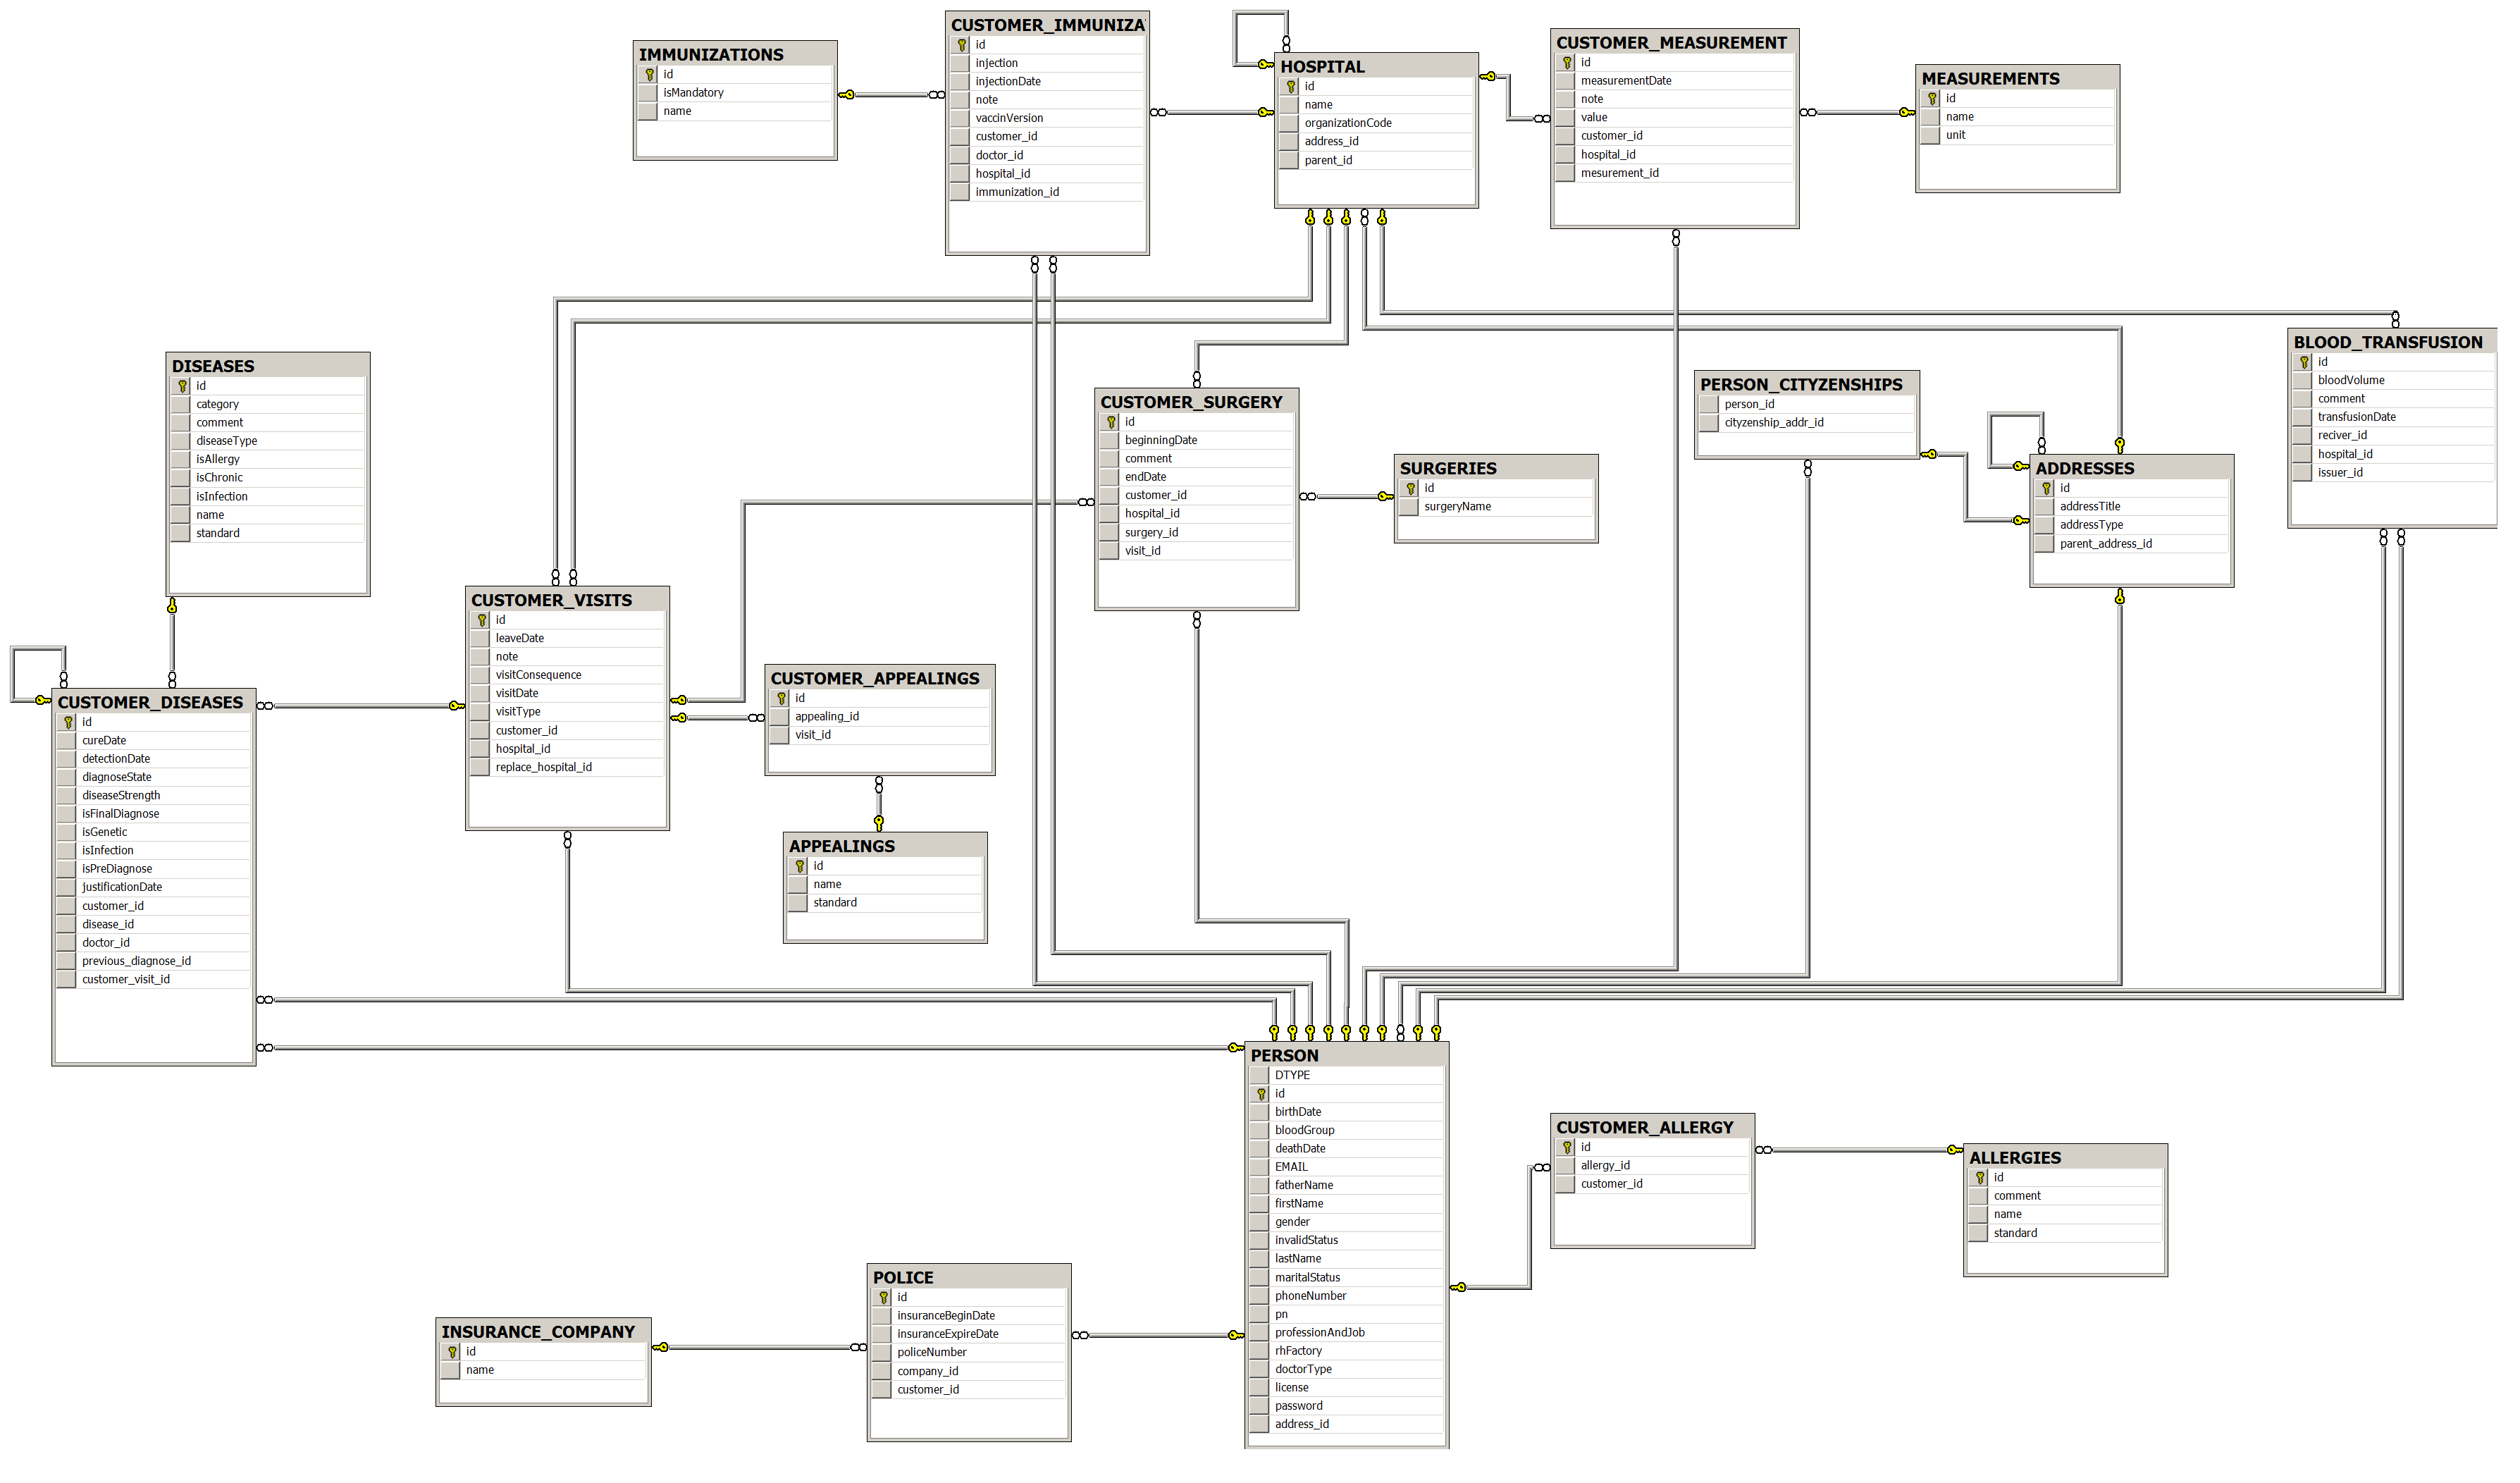 IMMUNIZATIONS
id
isMandatory
name
CUSTOMER_IMMUNIZA
id
injection
injectionDate
note
vaccinVersion
customer_id
doctor_id
hospital_id
immunization_id
HOSPITAL
id
name
organizationCode
address_id
parent_id
CUSTOMER_MEASUREMENT
id
measurementDate
note
value
customer_id
hospital_id
mesurement_id
MEASUREMENTS
id
name
unit
DISEASES
id
category
comment
diseaseType
isAllergy
isChronic
isInfection
name
standard
CUSTOMER_SURGERY
id
beginningDate
comment
endDate
customer_id
hospital_id
surgery_id
visit_id
SURGERIES
id
surgeryName
PERSON_CITYZENSHIPS
person_id
cityzenship_addr_id
ADDRESSES
id
addressTitle
addressType
parent_address_id
BLOOD_TRANSFUSION
id
bloodVolume
comment
transfusionDate
reciver_id
hospital_id
issuer_id
CUSTOMER_DISEASES
id
cureDate
detectionDate
diagnoseState
diseaseStrength
isFinalDiagnose
isGenetic
isInfection
isPreDiagnose
justificationDate
customer_id
disease_id
doctor_id
previous_diagnose_id
customer_visit_id
CUSTOMER_VISITS
id
leaveDate
note
visitConsequence
visitDate
visitType
customer_id
hospital_id
replace_hospital_id
CUSTOMER_APPEALINGS
id
appealing_id
visit_id
APPEALINGS
id
name
standard
PERSON
DTYPE
id
birthDate
bloodGroup
deathDate
EMAIL
fatherName
firstName
gender
invalidStatus
lastName
maritalStatus
phoneNumber
pn
professionAndJob
rhFactory
doctorType
license
password
address_id
CUSTOMER_ALLERGY
id
allergy_id
customer_id
ALLERGIES
id
comment
name
standard
INSURANCE_COMPANY
id
name
POLICE
id
insuranceBeginDate
insuranceExpireDate
policeNumber
company_id
customer_id